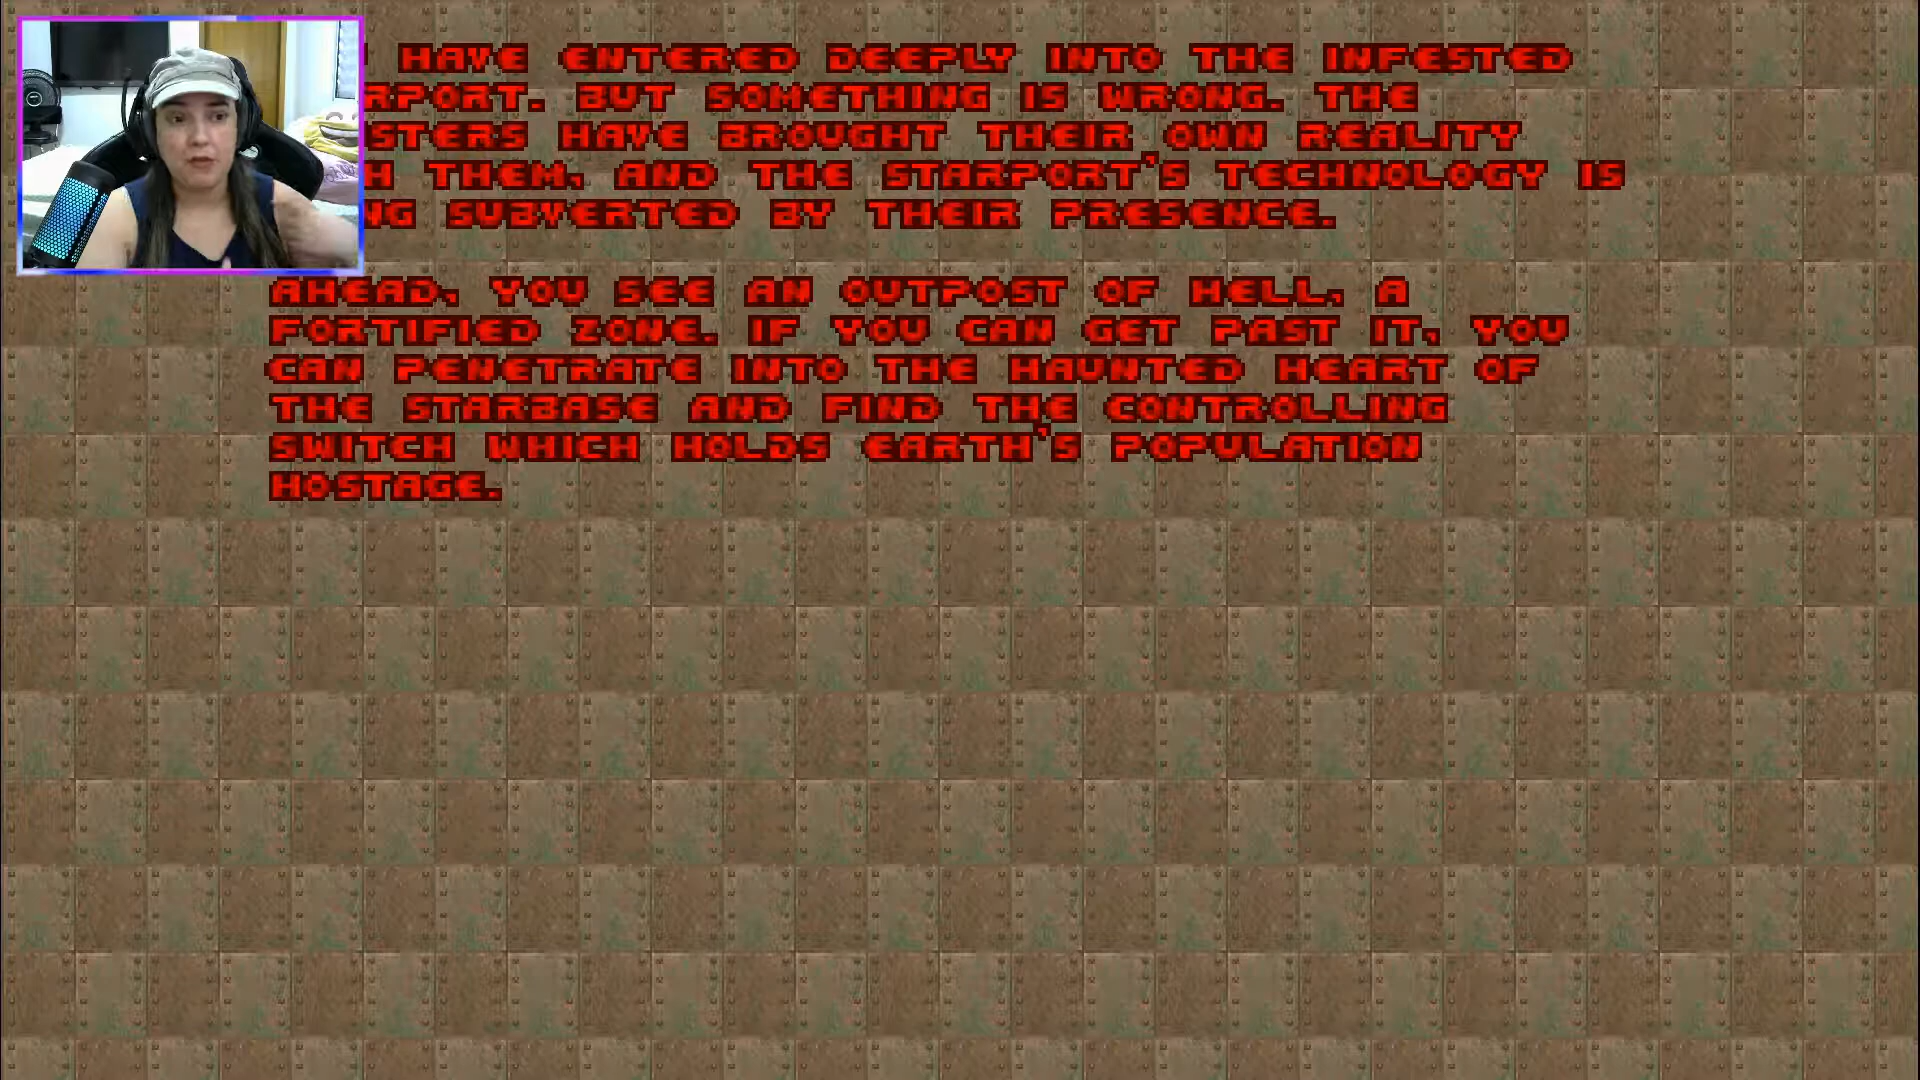 HAVE ENTERED DEEPLY INTO THE INFESTED
RPORT. BUT SOMETHING IS WRONG. THE
STERS HAVE BROUGHT THEIR OWN REALITY
H THEM, AND THE STARPORT'S TECHNOLOGY IS
NG SUBVERTED BY THEIR PRESENCE.
AHEAD, YOU SEE AN OUTPOST OF HELL, A
FORTIFIED ZONE. IF YOU CAN GET PAST IT, YOU
CAN PENETRATE INTO THE HAUNTED HEART OF
THE STARBASE AND FIND THE CONTROLLING
SWITCH WHICH HOLDS EARTH'S POPULATION
HOSTAGE.